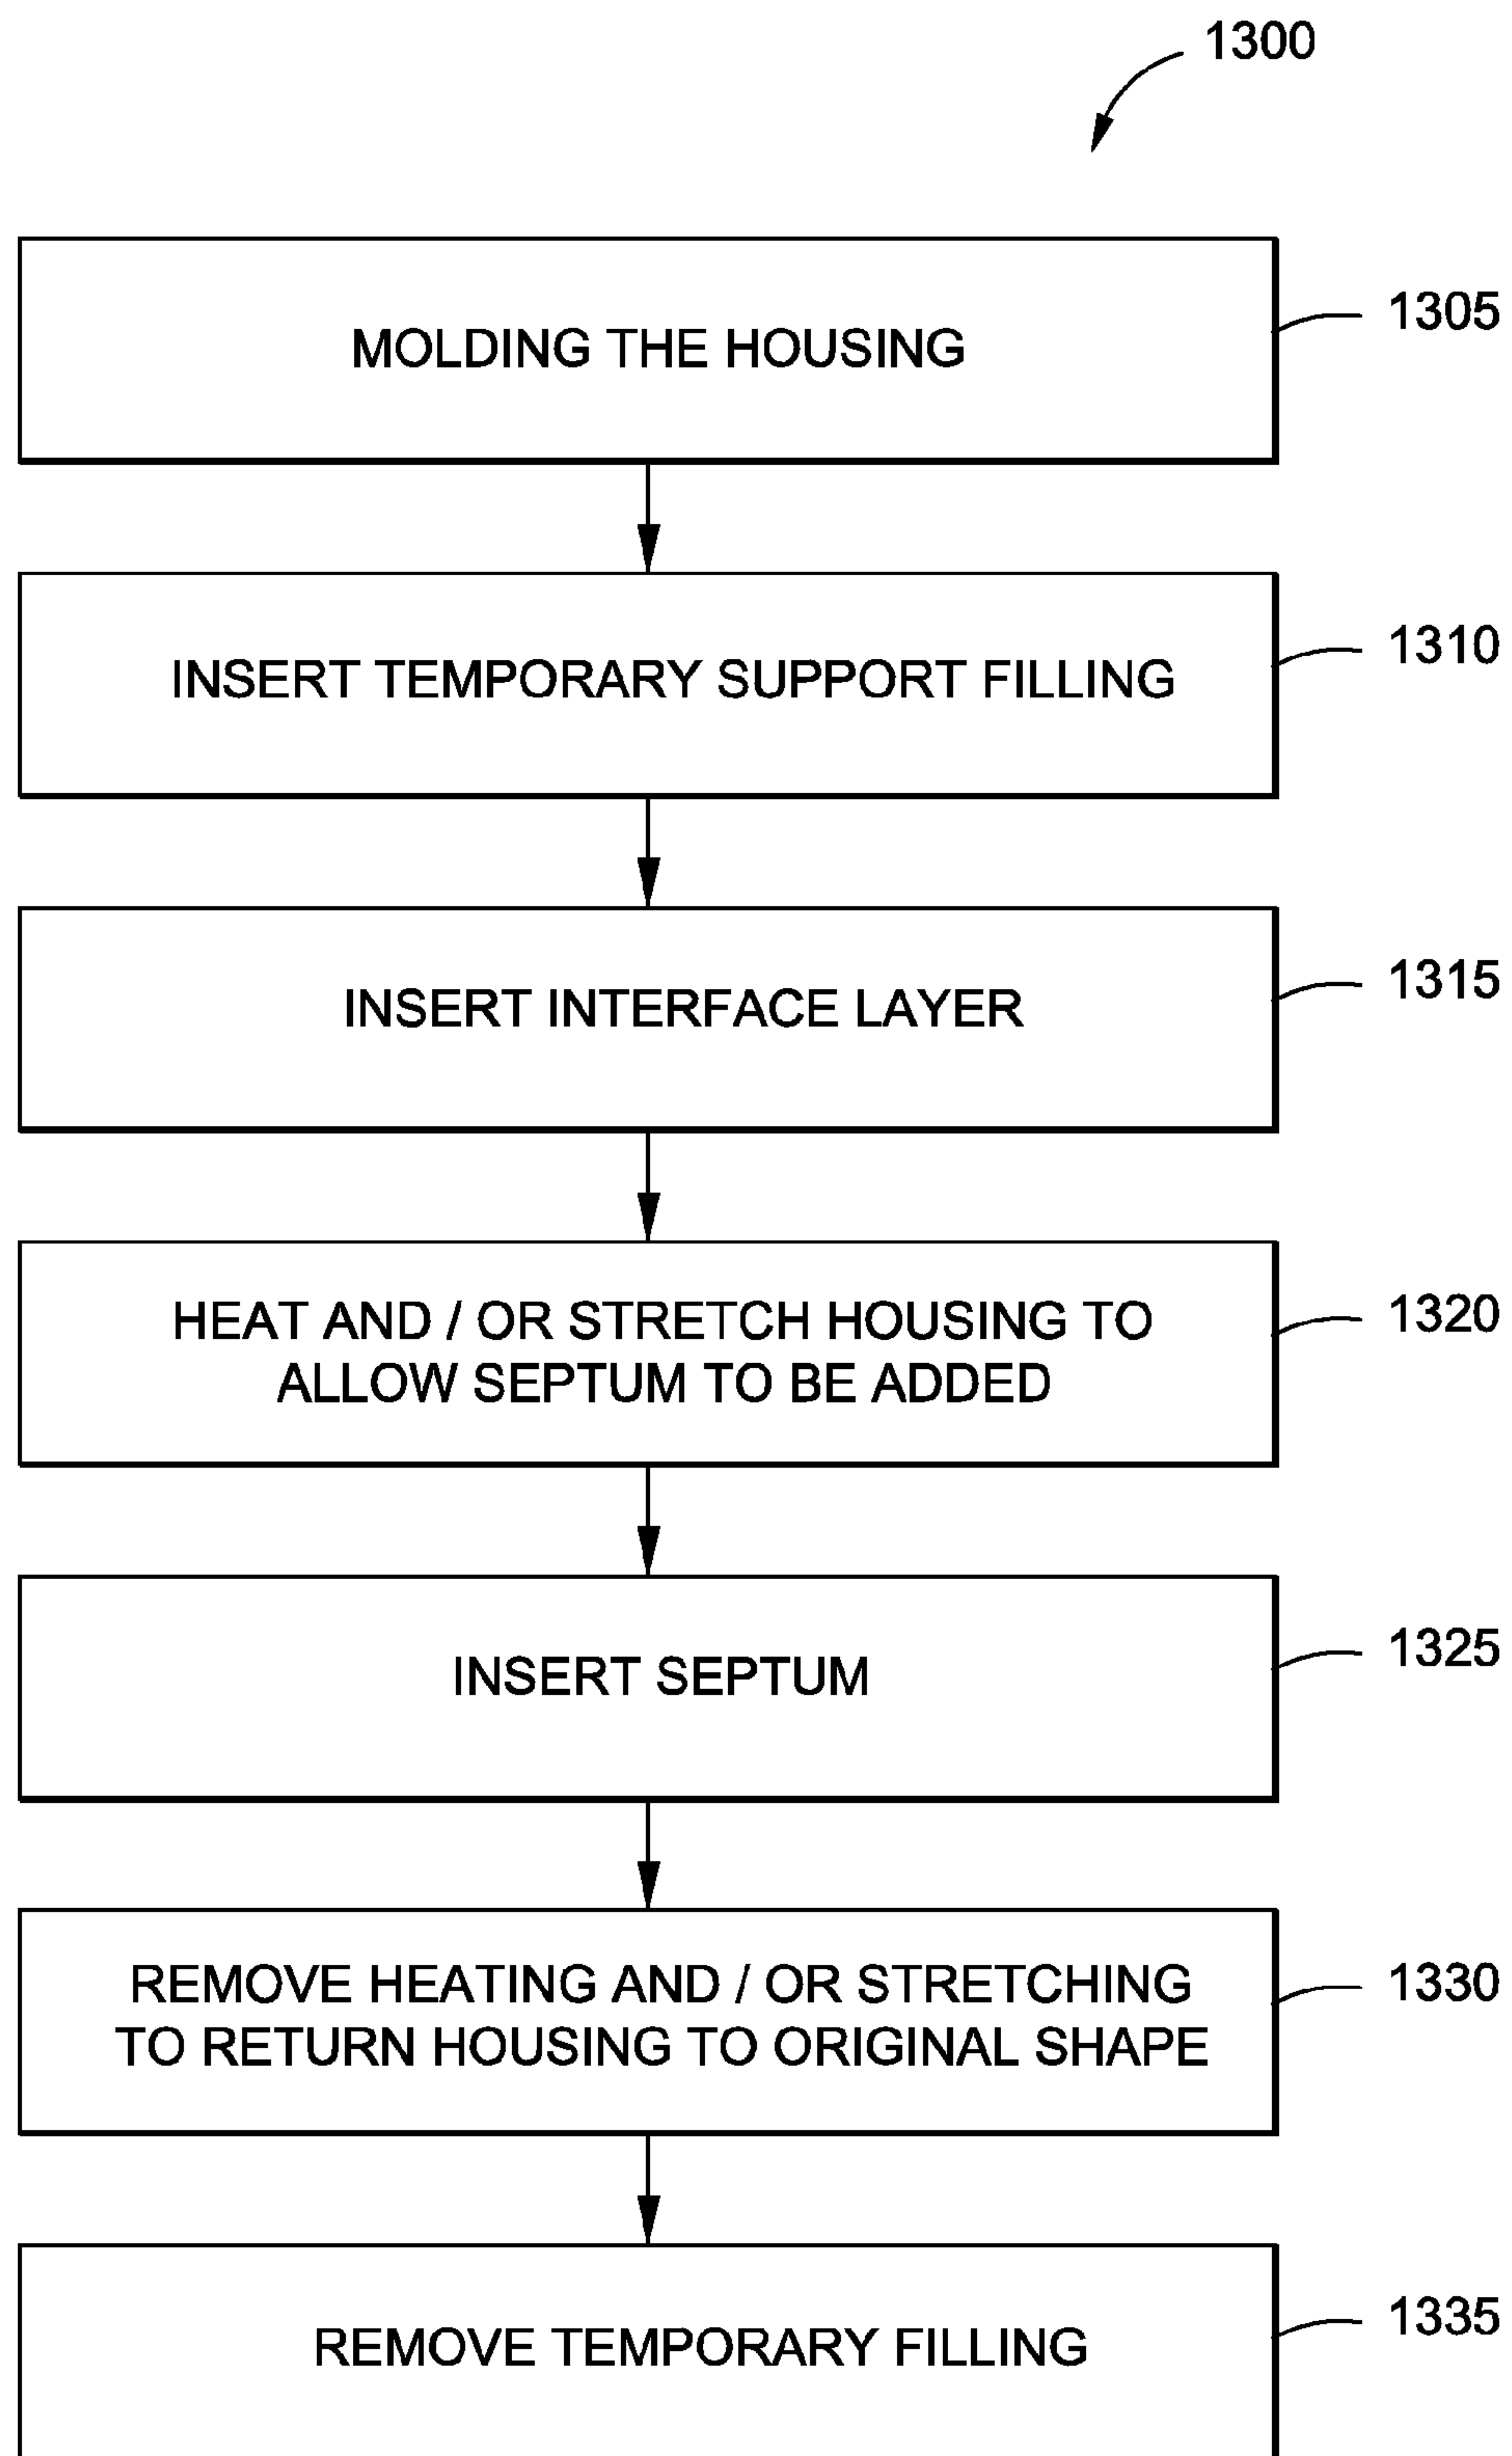 1300
MOLDING THE HOUSING
1305
INSERT TEMPORARY SUPPORT FILLING
1310
INSERT INTERFACE LAYER
1315
HEAT AND / OR STRETCH HOUSING TO
ALLOW SEPTUM TO BE ADDED
1320
INSERT SEPTUM
1325
REMOVE HEATING AND / OR STRETCHING
TO RETURN HOUSING TO ORIGINAL SHAPE
1330
REMOVE TEMPORARY FILLING
1335